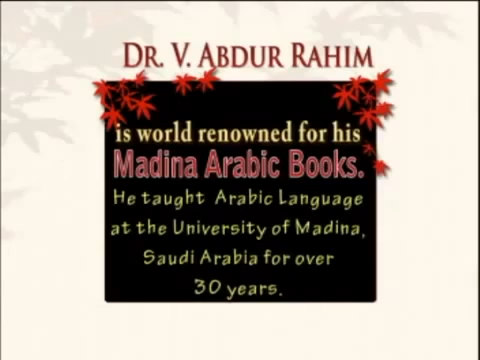 DR. V. ABDUR RAHIM
is world renowned for his
Madina Arabic Books.
He taught Arabic Language
at the University of Madina,
Saudi Arabia for over
30 years.